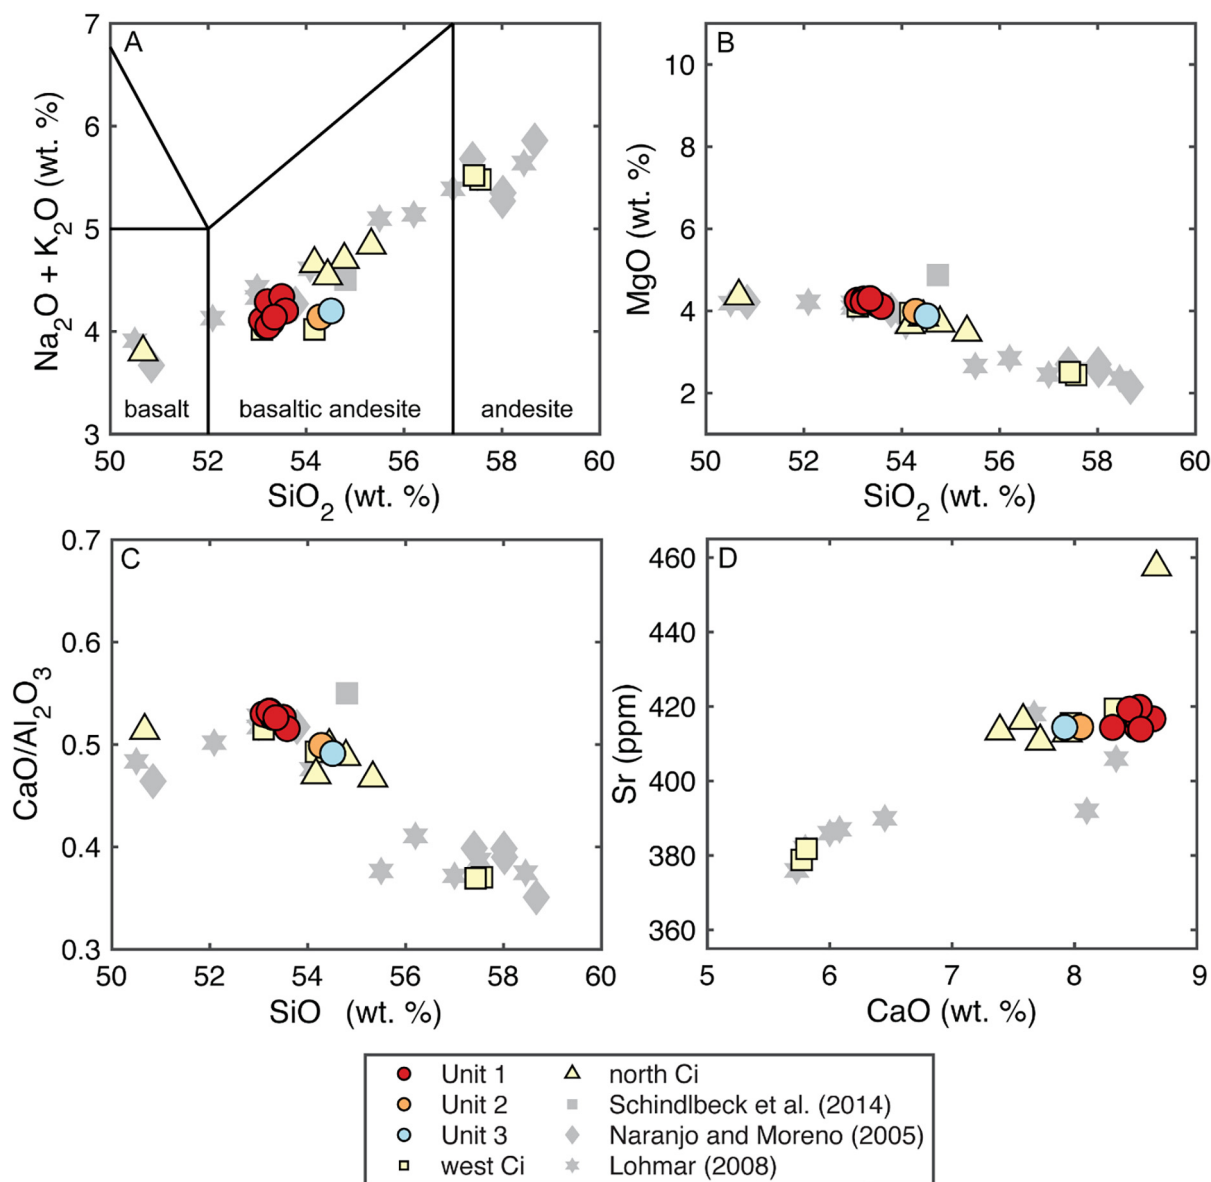 A
7
6
5
4
3
Na₂O + K₂O (wt. %)
basalt
basaltic andesite
andesite
50
52
54
56
58
60
SiO₂ (wt. %)
B
10
8
6
4
2
MgO (wt. %)
50
52
54
56
58
60
SiO₂ (wt. %)
C
0.7
0.6
0.5
0.4
0.3
CaO/Al₂O₃
50
52
54
56
58
60
SiO (wt. %)
D
460
440
420
400
380
360
Sr (ppm)
5
6
7
8
9
CaO (wt. %)
Unit 1
Unit 2
Unit 3
west Ci
north Ci
Schindlbeck et al. (2014)
Naranjo and Moreno (2005)
Lohmar (2008)